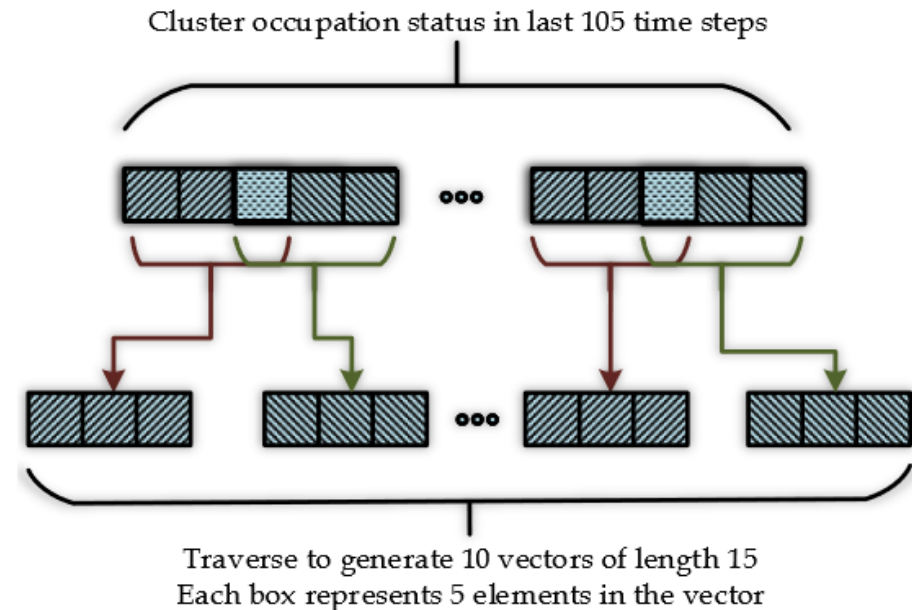 Cluster occupation status in last 105 time steps
Traverse to generate 10 vectors of length 15
Each box represents 5 elements in the vector